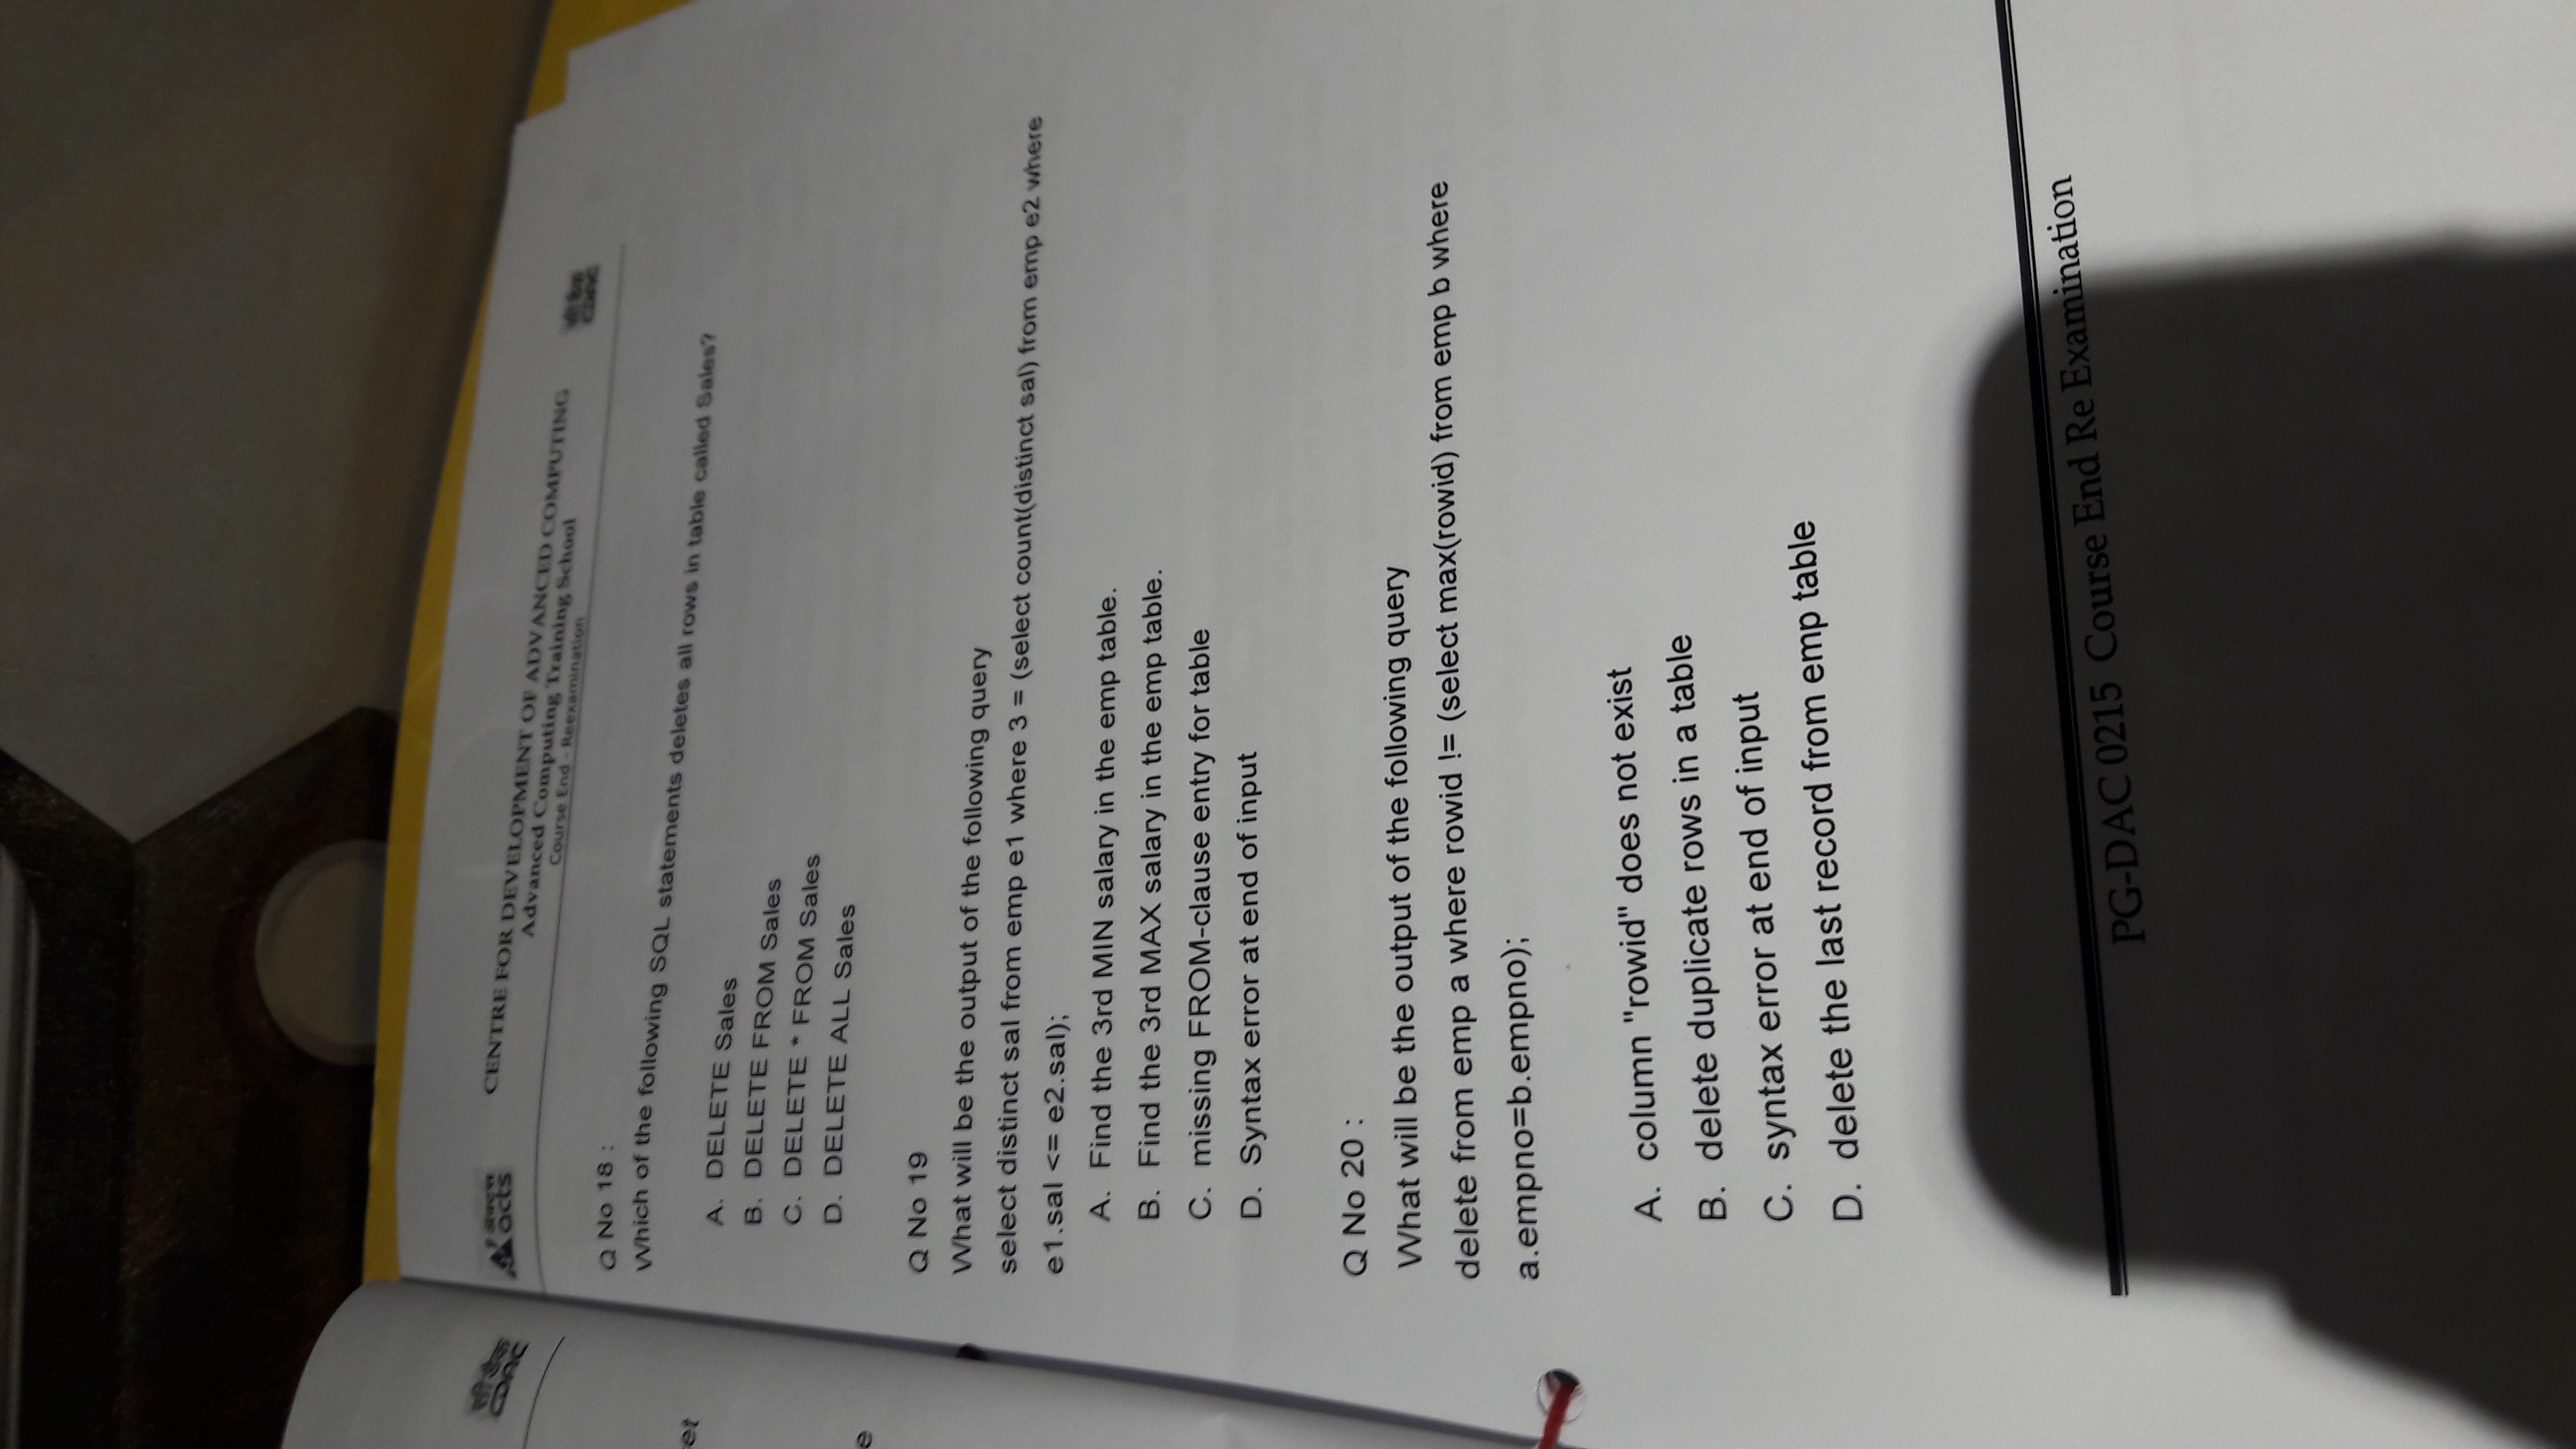 et
e
सी डैक
CDAC
acts
CENTRE FOR DEVELOPMENT OF ADVANCED COMPUTING
Advanced Computing Training School
Course End - Reexamination
CDAC
Q No 18 :
Which of the following SQL statements deletes all rows in table called Sales?
A. DELETE Sales
B. DELETE FROM Sales
C. DELETE * FROM Sales
D. DELETE ALL Sales
Q No 19
What will be the output of the following query
select distinct sal from emp e1 where 3 = (select count(distinct sal) from emp e2 where
e1.sal <= e2.sal);
A. Find the 3rd MIN salary in the emp table.
B. Find the 3rd MAX salary in the emp table.
C. missing FROM-clause entry for table
D. Syntax error at end of input
Q No 20 :
What will be the output of the following query
delete from emp a where rowid != (select max(rowid) from emp b where
a.empno=b.empno);
A. column "rowid" does not exist
B. delete duplicate rows in a table
C. syntax error at end of input
D. delete the last record from emp table
PG-DAC 0215 Course End Re Examination